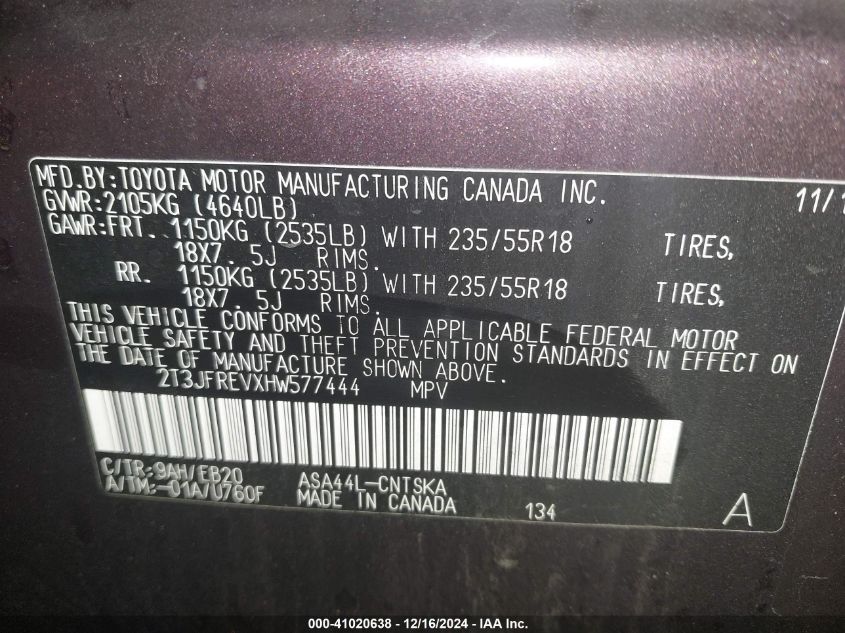 MFD.BY:TOYOTA MOTOR MANUFACTURING CANADA INC. 11/1
GVWR:2105KG (4640LB)
GAWR:FRT. 1150KG (2535LB) WITH 235/55R18 TIRES,
18X7. 5J RIMS.
RR. 1150KG (2535LB) WITH 235/55R18 TIRES,
18X7. 5J RIMS.
THIS VEHICLE CONFORMS TO ALL APPLICABLE FEDERAL MOTOR
VEHICLE SAFETY AND THEFT PREVENTION STANDARDS IN EFFECT ON
THE DATE OF MANUFACTURE SHOWN ABOVE.
2T3JFREVXHW577444 MPV
C/TR:9AH/EB20 ASA44L-CNTSKA
A/TM:-01A/U760F MADE IN CANADA 134 A
000-41020638 - 12/16/2024 - IAA Inc.